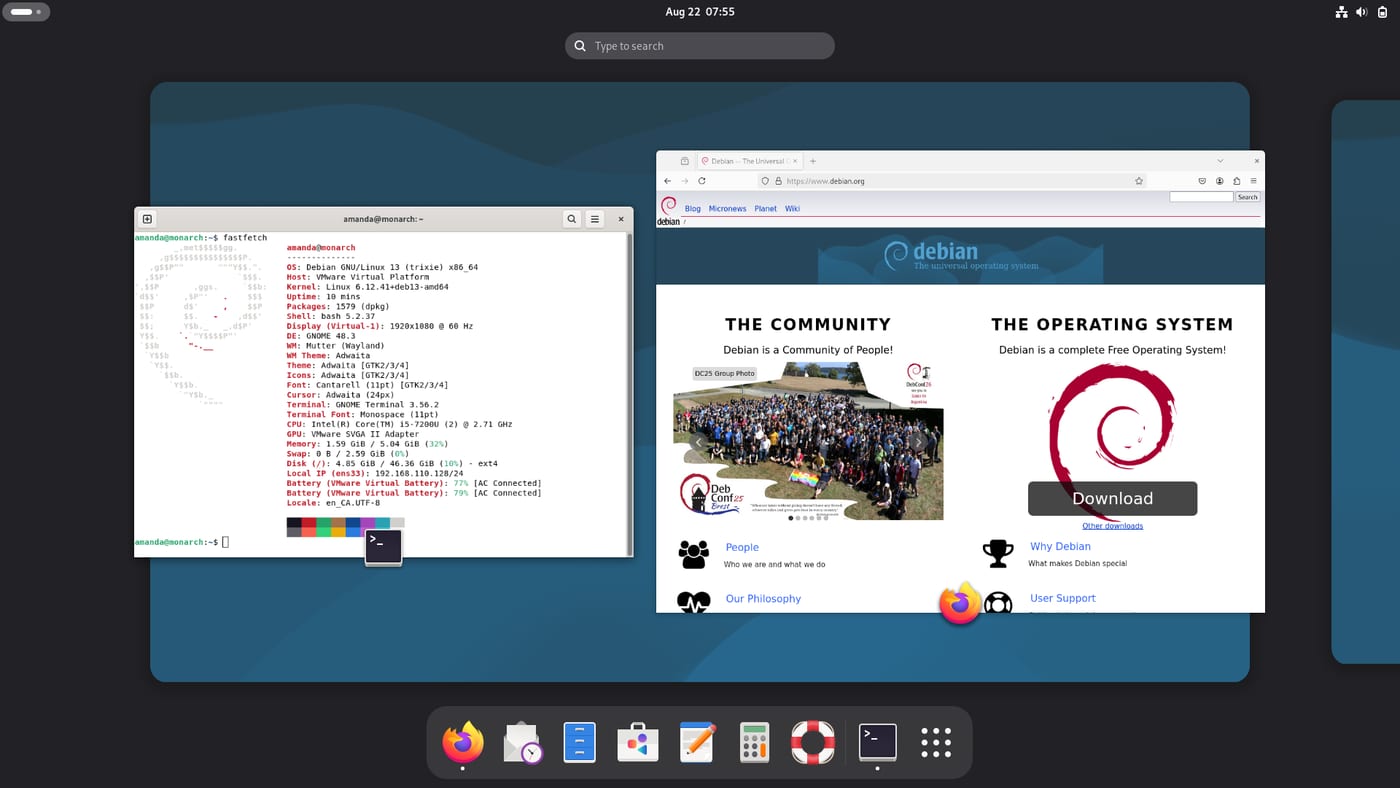 Aug 22 07:55
Type to search
amanda@monarch: ~
amanda@monarch:~$ fastfetch
amanda@monarch
--------------
OS: Debian GNU/Linux 13 (trixie) x86_64
Host: VMware Virtual Platform
Kernel: Linux 6.12.41+deb13-amd64
Uptime: 10 mins
Packages: 1579 (dpkg)
Shell: bash 5.2.37
Display (Virtual-1): 1920x1080 @ 60 Hz
DE: GNOME 48.3
WM: Mutter (Wayland)
WM Theme: Adwaita
Theme: Adwaita [GTK2/3/4]
Icons: Adwaita [GTK2/3/4]
Font: Cantarell (11pt) [GTK2/3/4]
Cursor: Adwaita (24px)
Terminal: GNOME Terminal 3.56.2
Terminal Font: Monospace (11pt)
CPU: Intel(R) Core(TM) i5-7200U (2) @ 2.71 GHz
GPU: VMware SVGA II Adapter
Memory: 1.59 GiB / 5.04 GiB (32%)
Swap: 0 B / 2.59 GiB (0%)
Disk (/): 4.85 GiB / 46.36 GiB (10%) - ext4
Local IP (ens33): 192.168.110.128/24
Battery (VMware Virtual Battery): 77% [AC Connected]
Battery (VMware Virtual Battery): 79% [AC Connected]
Locale: en_CA.UTF-8
amanda@monarch:~$
Debian -- The Universal
https://www.debian.org
Blog Micronews Planet Wiki
Search
debian /
debian
The universal operating system
THE COMMUNITY
Debian is a Community of People!
DC25 Group Photo
DebConf26
Argentina
Deb
Conf25
Brest
People
Who we are and what we do
Our Philosophy
THE OPERATING SYSTEM
Debian is a complete Free Operating System!
Download
Other downloads
Why Debian
What makes Debian special
User Support
>_
>_